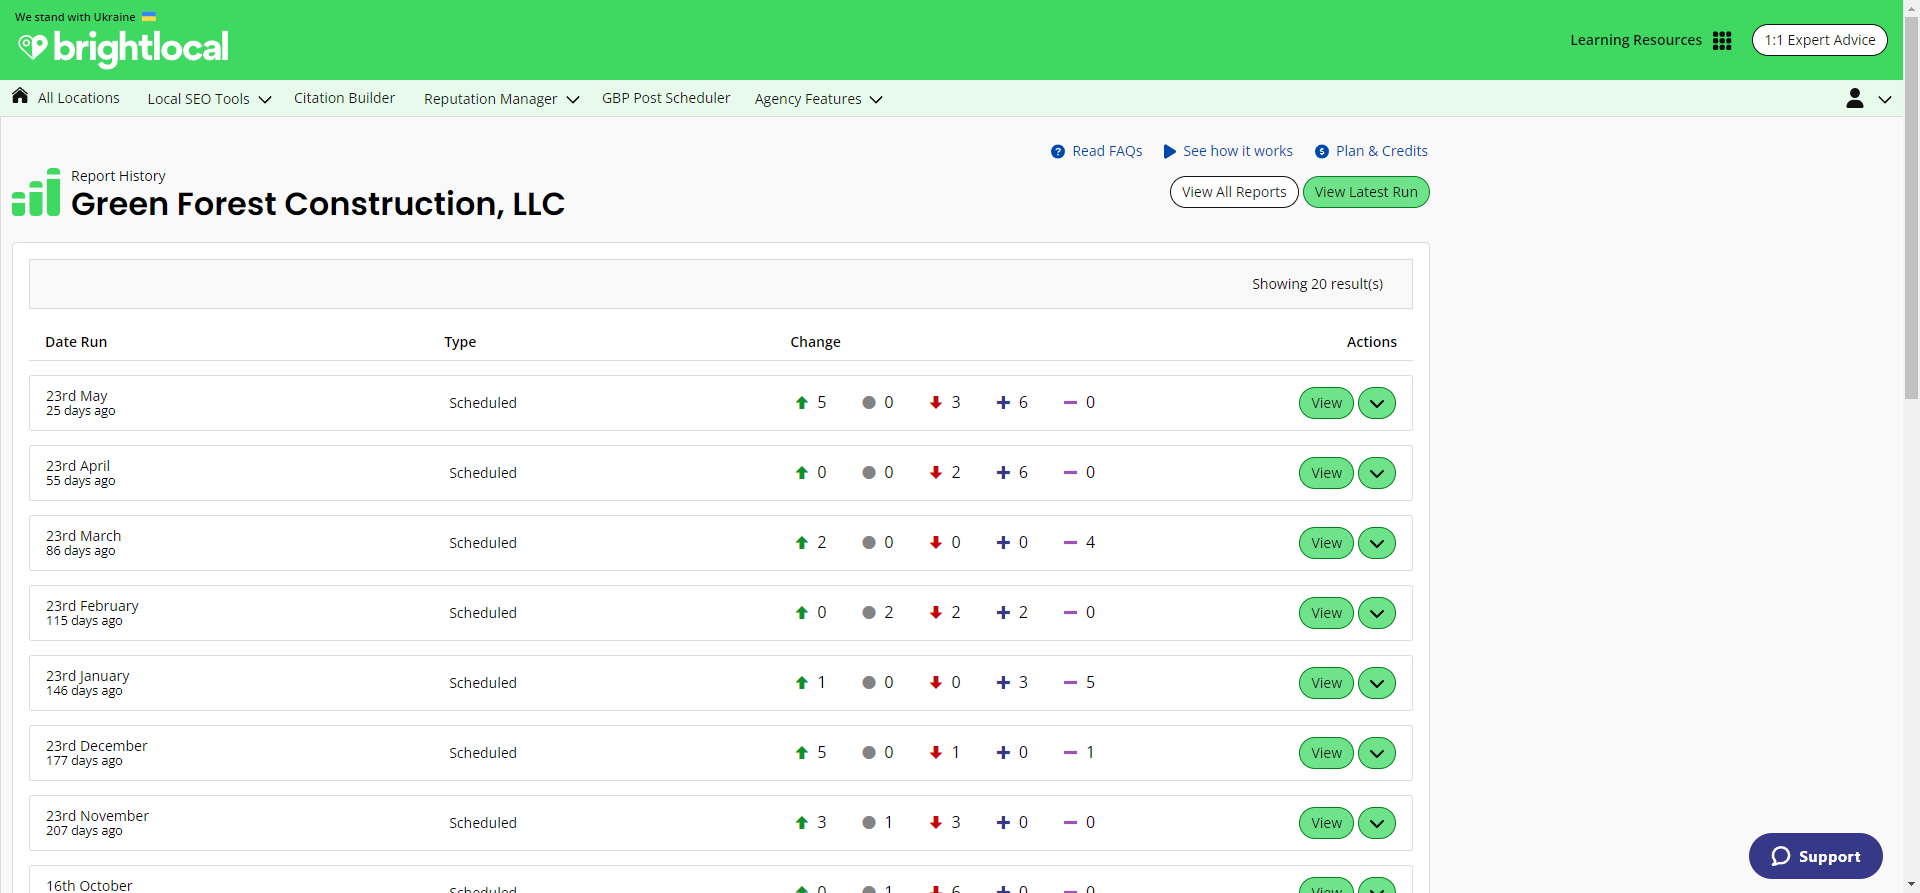 We stand with Ukraine
brightlocal
Learning Resources
1:1 Expert Advice
All Locations
Local SEO Tools
Citation Builder
Reputation Manager
GBP Post Scheduler
Agency Features
Read FAQs
See how it works
Plan & Credits
Report History
Green Forest Construction, LLC
View All Reports
View Latest Run
Showing 20 result(s)
Date Run Type Change Actions
23rd May
25 days ago
Scheduled 5 0 3 6 0 View
23rd April
55 days ago
Scheduled 0 0 2 6 0 View
23rd March
86 days ago
Scheduled 2 0 0 0 4 View
23rd February
115 days ago
Scheduled 0 2 2 2 0 View
23rd January
146 days ago
Scheduled 1 0 0 3 5 View
23rd December
177 days ago
Scheduled 5 0 1 0 1 View
23rd November
207 days ago
Scheduled 3 1 3 0 0 View
16th October
Scheduled 0 1 6 0 0 View
Support